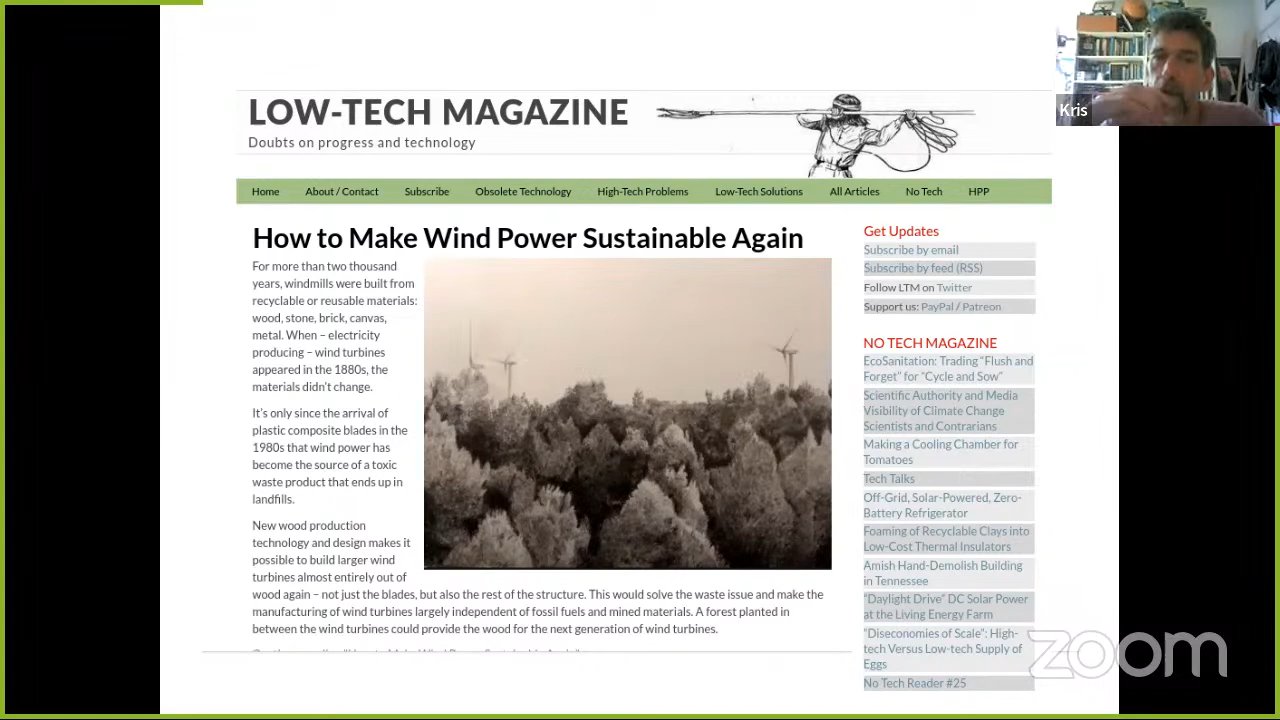 LOW-TECH MAGAZINE
Doubts on progress and technology
Kris
Home About / Contact Subscribe Obsolete Technology High-Tech Problems Low-Tech Solutions All Articles No Tech HPP
How to Make Wind Power Sustainable Again
For more than two thousand
years, windmills were built from
recyclable or reusable materials:
wood, stone, brick, canvas,
metal. When – electricity
producing – wind turbines
appeared in the 1880s, the
materials didn't change.
It's only since the arrival of
plastic composite blades in the
1980s that wind power has
become the source of a toxic
waste product that ends up in
landfills.
New wood production
technology and design makes it
possible to build larger wind
turbines almost entirely out of
wood again – not just the blades, but also the rest of the structure. This would solve the waste issue and make the
manufacturing of wind turbines largely independent of fossil fuels and mined materials. A forest planted in
between the wind turbines could provide the wood for the next generation of wind turbines.
Get Updates
Subscribe by email
Subscribe by feed (RSS)
Follow LTM on Twitter
Support us: PayPal / Patreon
NO TECH MAGAZINE
EcoSanitation: Trading "Flush and
Forget" for "Cycle and Sow"
Scientific Authority and Media
Visibility of Climate Change
Scientists and Contrarians
Making a Cooling Chamber for
Tomatoes
Tech Talks
Off-Grid, Solar-Powered, Zero-
Battery Refrigerator
Foaming of Recyclable Clays into
Low-Cost Thermal Insulators
Amish Hand-Demolish Building
in Tennessee
"Daylight Drive" DC Solar Power
at the Living Energy Farm
"Diseconomies of Scale": High-
tech Versus Low-tech Supply of
Eggs
No Tech Reader #25
zoom